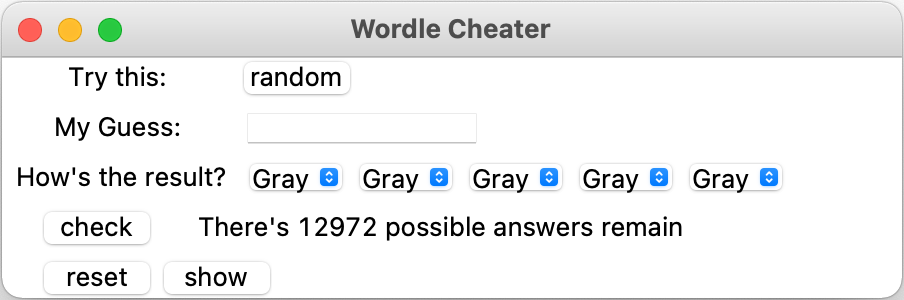 Wordle Cheater
Try this: random
My Guess:
How's the result? Gray Gray Gray Gray Gray
check There's 12972 possible answers remain
reset show